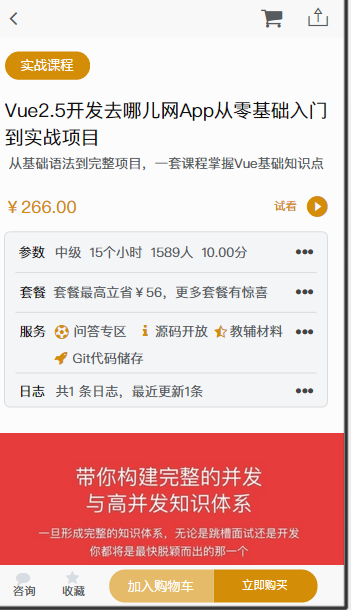 实战课程
Vue2.5开发去哪儿网App从零基础入门
到实战项目
从基础语法到完整项目，一套课程掌握Vue基础知识点
￥266.00 试看
参数 中级 15个小时 1589人 10.00分 •••
套餐 套餐最高立省￥56，更多套餐有惊喜 •••
服务 问答专区 源码开放 教辅材料 •••
Git代码储存
日志 共1 条日志，最近更新1条 •••
带你构建完整的并发
与高并发知识体系
一旦形成完整的知识体系，无论是跳槽面试还是开发
你都将是最快脱颖而出的那一个
咨询 收藏 加入购物车 立即购买